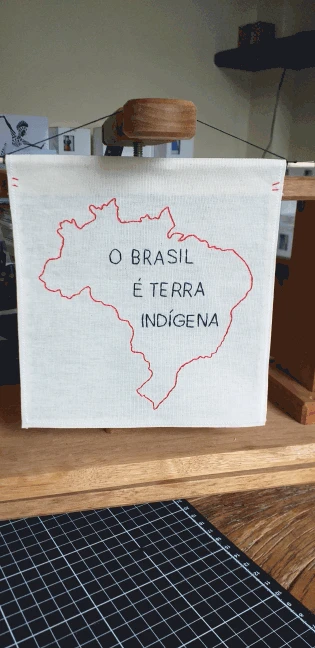 O BRASIL
É TERRA
INDÍGENA